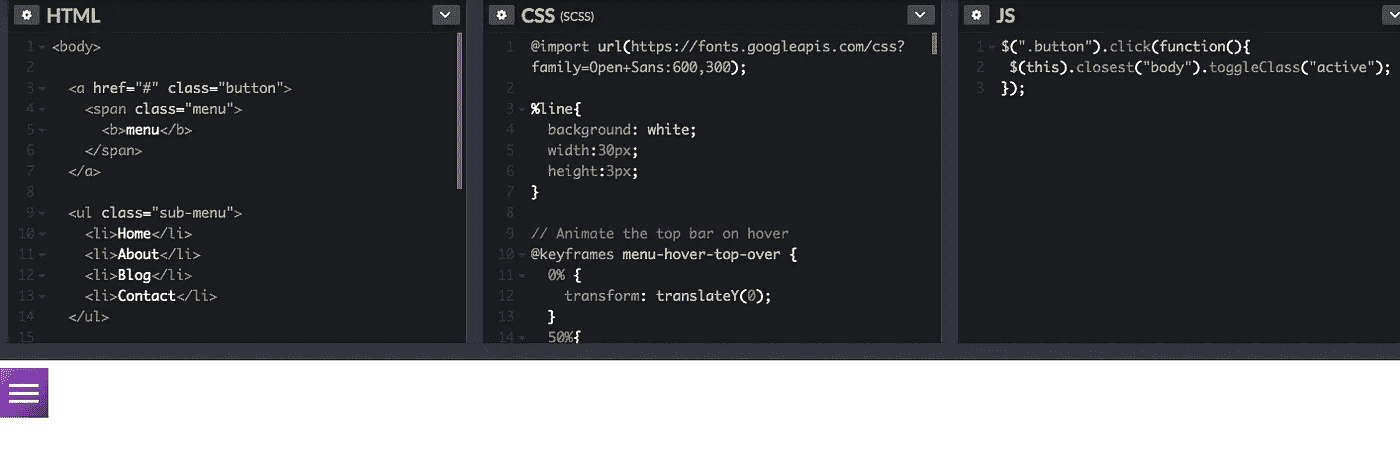 HTML
1 <body>
2
3 <a href="#" class="button">
4 <span class="menu">
5 <b>menu</b>
6 </span>
7 </a>
8
9 <ul class="sub-menu">
10 <li>Home</li>
11 <li>About</li>
12 <li>Blog</li>
13 <li>Contact</li>
14 </ul>
15
CSS (SCSS)
1 @import url(https://fonts.googleapis.com/css?
family=Open+Sans:600,300);
2
3 %line{
4 background: white;
5 width:30px;
6 height:3px;
7 }
8
9 // Animate the top bar on hover
10 @keyframes menu-hover-top-over {
11 0% {
12 transform: translateY(0);
13 }
14 50%{
JS
1 $(".button").click(function(){
2 $(this).closest("body").toggleClass("active");
3 });